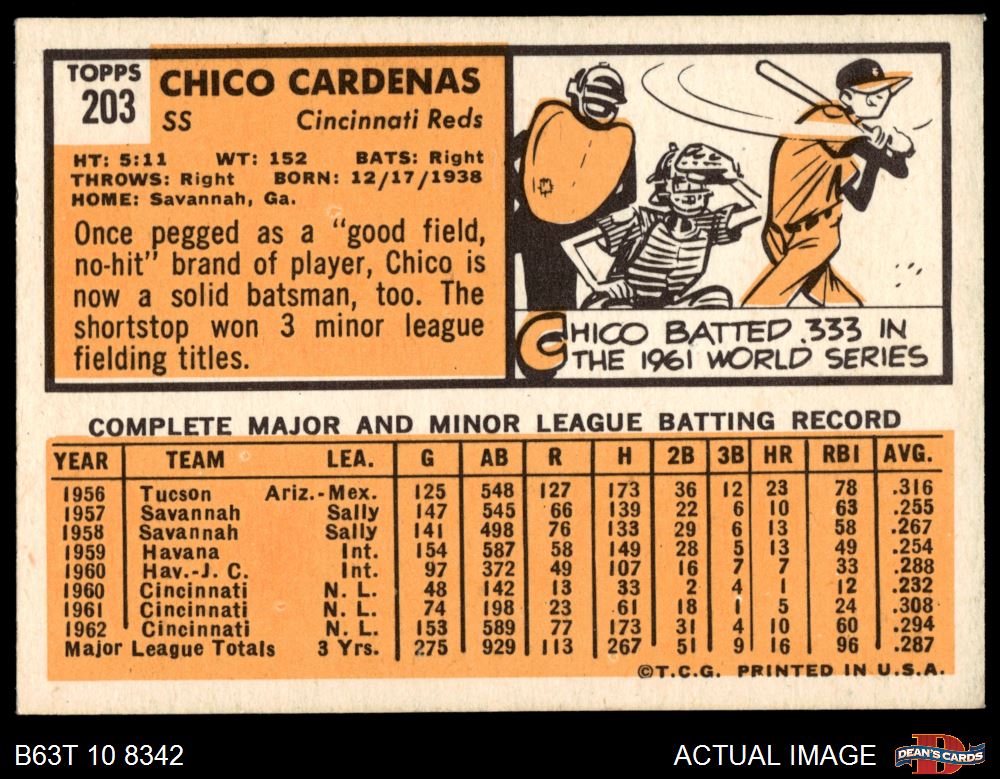 TOPPS
203
CHICO CARDENAS
SS Cincinnati Reds
HT: 5:11 WT: 152 BATS: Right
THROWS: Right BORN: 12/17/1938
HOME: Savannah, Ga.
Once pegged as a "good field,
no-hit" brand of player, Chico is
now a solid batsman, too. The
shortstop won 3 minor league
fielding titles.
CHICO BATTED .333 IN
THE 1961 WORLD SERIES
COMPLETE MAJOR AND MINOR LEAGUE BATTING RECORD
YEAR TEAM LEA. G AB R H 2B 3B HR RBI AVG.
1956 Tucson Ariz.-Mex. 125 548 127 173 36 12 23 78 .316
1957 Savannah Sally 147 545 66 139 22 6 10 63 .255
1958 Savannah Sally 141 498 76 133 29 6 13 58 .267
1959 Havana Int. 154 587 58 149 28 5 13 49 .254
1960 Hav.-J. C. Int. 97 372 49 107 16 7 7 33 .288
1960 Cincinnati N. L. 48 142 13 33 2 4 1 12 .232
1961 Cincinnati N. L. 74 198 23 61 18 1 5 24 .308
1962 Cincinnati N. L. 153 589 77 173 31 4 10 60 .294
Major League Totals 3 Yrs. 275 929 113 267 51 9 16 96 .287
©T.C.G. PRINTED IN U.S.A.
B63T 10 8342 ACTUAL IMAGE DEAN'S CARDS